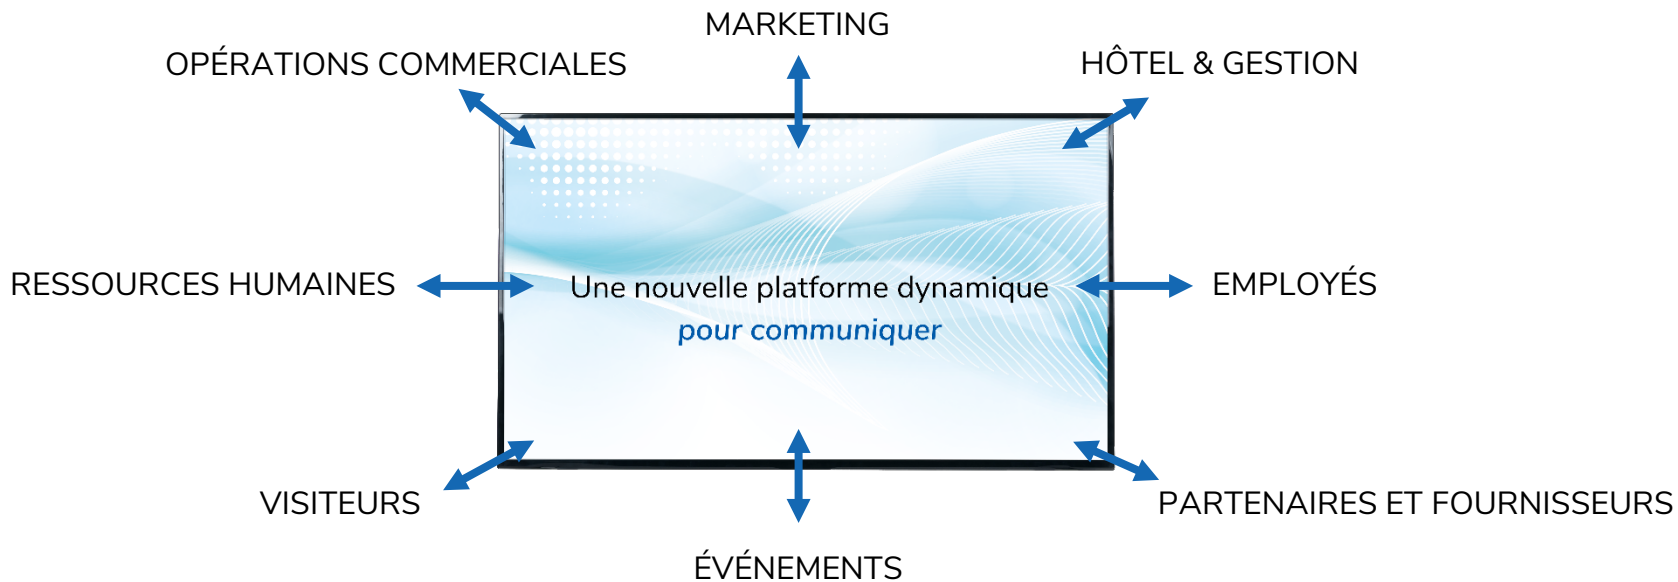 MARKETING
OPÉRATIONS COMMERCIALES
HÔTEL & GESTION
RESSOURCES HUMAINES
Une nouvelle platforme dynamique
pour communiquer
EMPLOYÉS
VISITEURS
PARTENAIRES ET FOURNISSEURS
ÉVÉNEMENTS